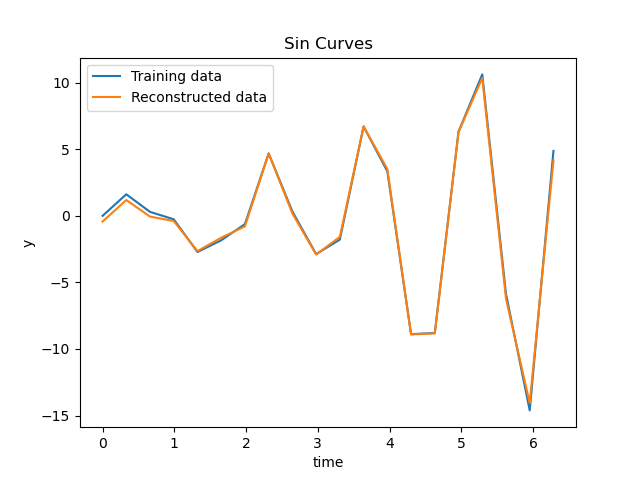 Sin Curves
Training data
Reconstructed data
10
5
0
−5
−10
−15
y
0 1 2 3 4 5 6
time